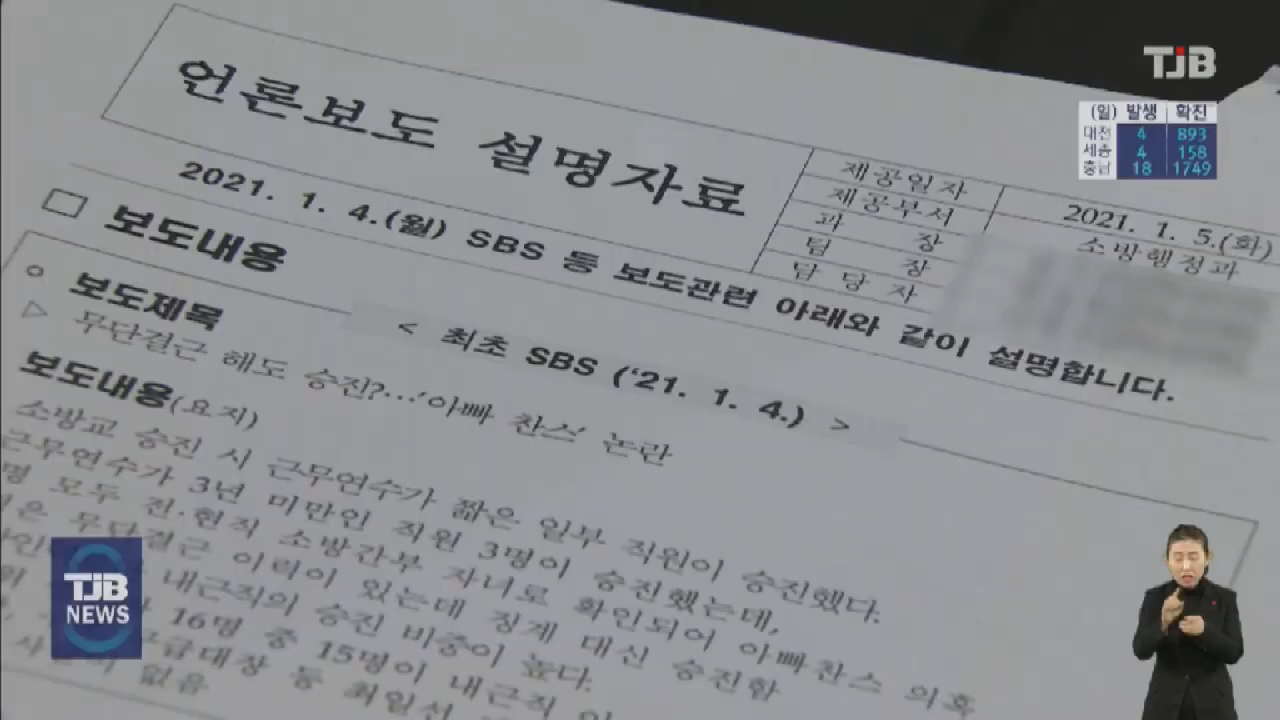 TJB
(일) 발생 확진
대전 4 893
세종 4 158
충남 18 1749
언론보도 설명자료
제공일자 2021. 1. 5.(화)
제공부서 소방행정과
과 장
팀 장
담 당 자
2021. 1. 4.(월) SBS 등 보도관련 아래와 같이 설명합니다.
□ 보도내용
< 최초 SBS ('21. 1. 4.) >
○ 보도제목
▷ 무단결근 해도 승진?…'아빠 찬스' 논란
보도내용(요지)
소방교 승진 시 근무연수가 짧은 일부 직원이 승진했다.
근무연수가 3년 미만인 직원 3명이 승진했는데,
명 모두 전·현직 소방간부 자녀로 확인되어 아빠찬스 의혹
은 무단결근 이력이 있는데 징계 대신 승진함
내근직의 승진 비중이 높다.
16명 중 15명이 내근직
급대장 등 최일선
없음
TJB
NEWS